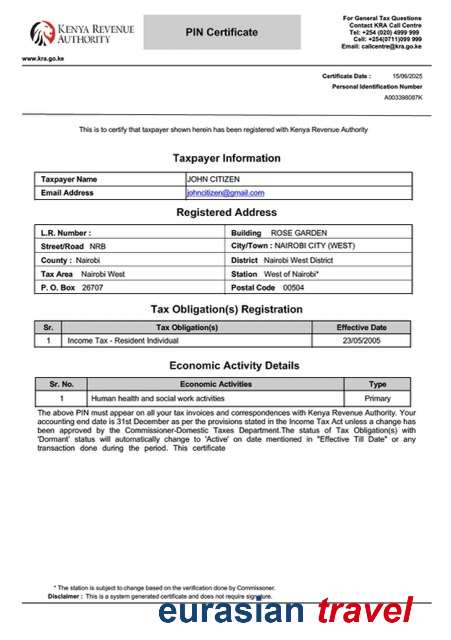 KENYA REVENUE
AUTHORITY
PIN Certificate
For General Tax Questions
Contact KRA Call Centre
Tel: +254 (020) 4999 999
Cell: +254(0711)099 999
Email: callcentre@kra.go.ke
www.kra.go.ke
Certificate Date : 15/06/2025
Personal Identification Number
A003398087K
This is to certify that taxpayer shown herein has been registered with Kenya Revenue Authority
Taxpayer Information
Taxpayer Name JOHN CITIZEN
Email Address johncitizen@gmail.com
Registered Address
L.R. Number : Building ROSE GARDEN
Street/Road NRB City/Town : NAIROBI CITY (WEST)
County : Nairobi District Nairobi West District
Tax Area Nairobi West Station West of Nairobi*
P. O. Box 26707 Postal Code 00504
Tax Obligation(s) Registration
Sr. Tax Obligation(s) Effective Date
1 Income Tax - Resident Individual 23/05/2005
Economic Activity Details
Sr. No. Economic Activities Type
1 Human health and social work activities Primary
The above PIN must appear on all your tax invoices and correspondences with Kenya Revenue Authority. Your
accounting end date is 31st December as per the provisions stated in the Income Tax Act unless a change has
been approved by the Commissioner-Domestic Taxes Department.The status of Tax Obligation(s) with
'Dormant' status will automatically change to 'Active' on date mentioned in "Effective Till Date" or any
transaction done during the period. This certificate
* The station is subject to change based on the verification done by Commissioner.
Disclaimer : This is a system generated certificate and does not require signature.
eurasian travel